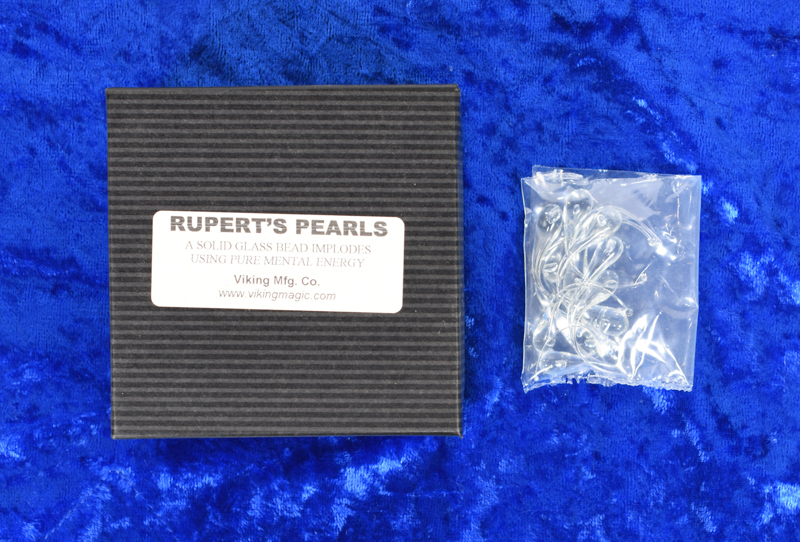 RUPERT'S PEARLS
A SOLID GLASS BEAD IMPLODES
USING PURE MENTAL ENERGY
Viking Mfg. Co.
www.vikingmagic.com